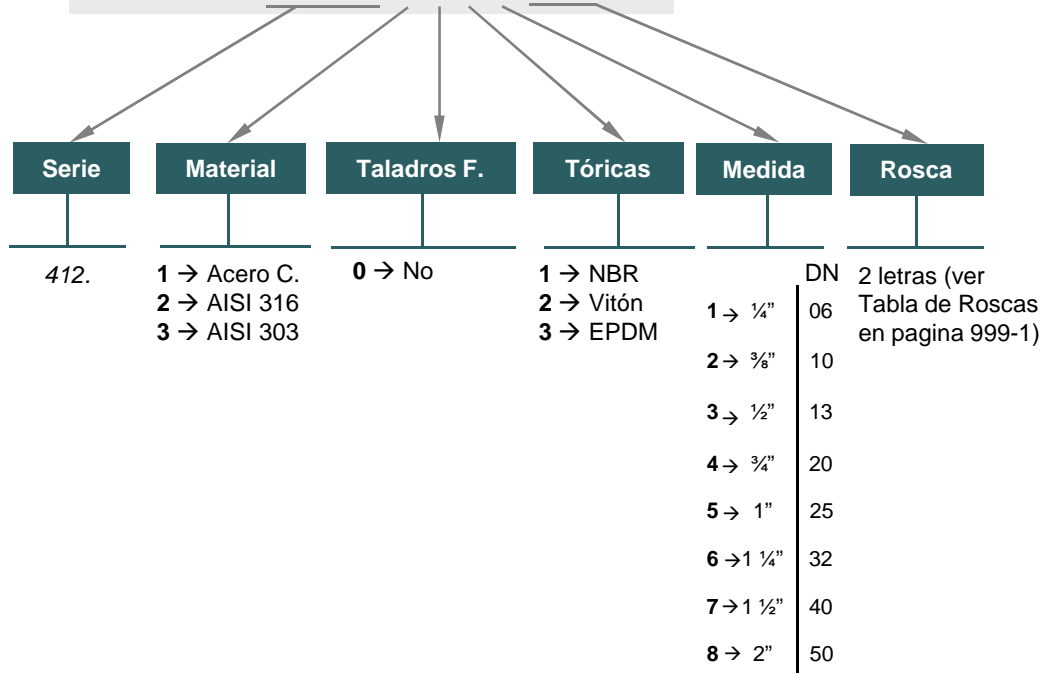 Serie
Material
Taladros F.
Tóricas
Medida
Rosca
412.
1 → Acero C.
2 → AISI 316
3 → AISI 303
0 → No
1 → NBR
2 → Vitón
3 → EPDM
DN
1 → ¼” 06
2 → ⅜” 10
3 → ½” 13
4 → ¾” 20
5 → 1” 25
6 → 1 ¼” 32
7 → 1 ½” 40
8 → 2” 50
2 letras (ver
Tabla de Roscas
en pagina 999-1)